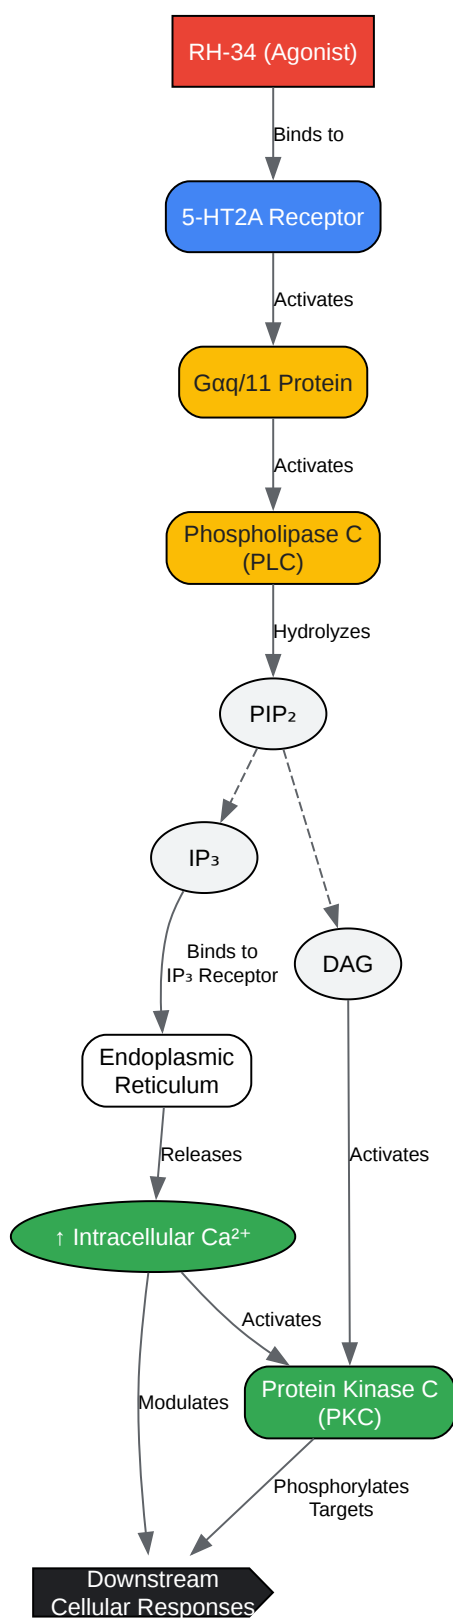 RH-34 (Agonist)
Binds to
5-HT2A Receptor
Activates
Gαq/11 Protein
Activates
Phospholipase C
(PLC)
Hydrolyzes
PIP₂
IP₃
Binds to
IP₃ Receptor
DAG
Endoplasmic
Reticulum
Releases
Activates
↑ Intracellular Ca²⁺
Activates
Protein Kinase C
(PKC)
Modulates
Phosphorylates
Targets
Downstream
Cellular Responses